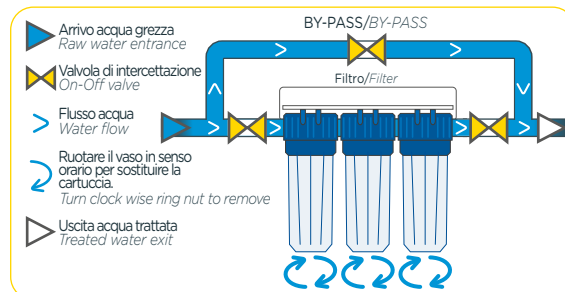 Arrivo acqua grezza
Raw water entrance
Valvola di intercettazione
On-Off valve
Flusso acqua
Water flow
Ruotare il vaso in senso
orario per sostituire la
cartuccia.
Turn clock wise ring nut to remove
Uscita acqua trattata
Treated water exit
BY-PASS/BY-PASS
Filtro/Filter